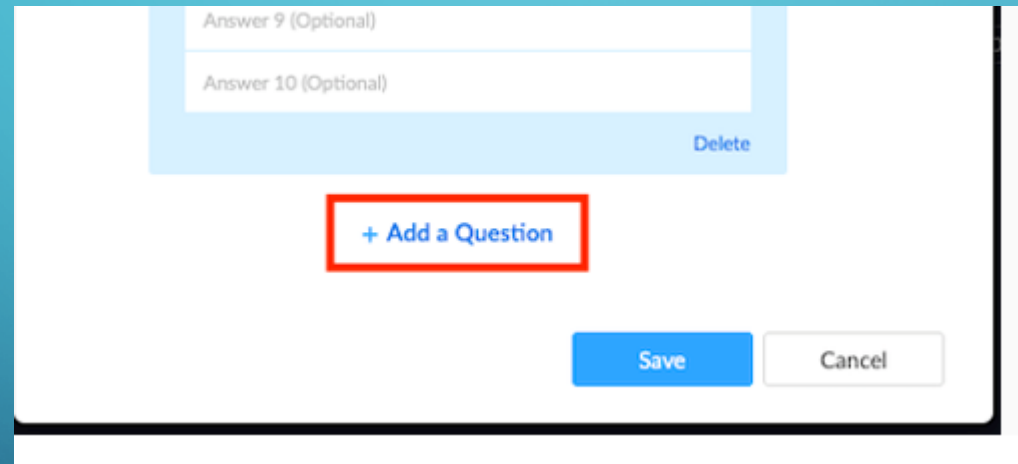 Answer 9 (Optional)
Answer 10 (Optional)
Delete
+ Add a Question
Save
Cancel